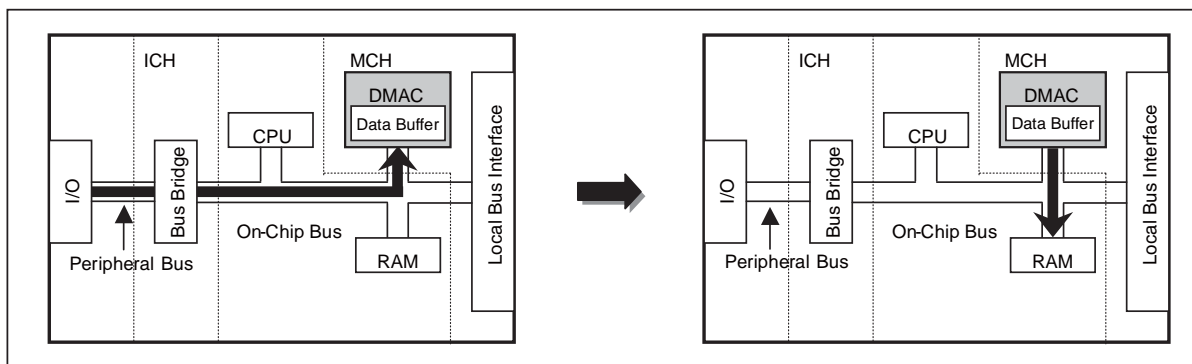 ICH
MCH
DMAC
Data Buffer
CPU
I/O
Bus Bridge
Local Bus Interface
On-Chip Bus
Peripheral Bus
RAM
ICH
MCH
DMAC
Data Buffer
CPU
I/O
Bus Bridge
Local Bus Interface
On-Chip Bus
Peripheral Bus
RAM